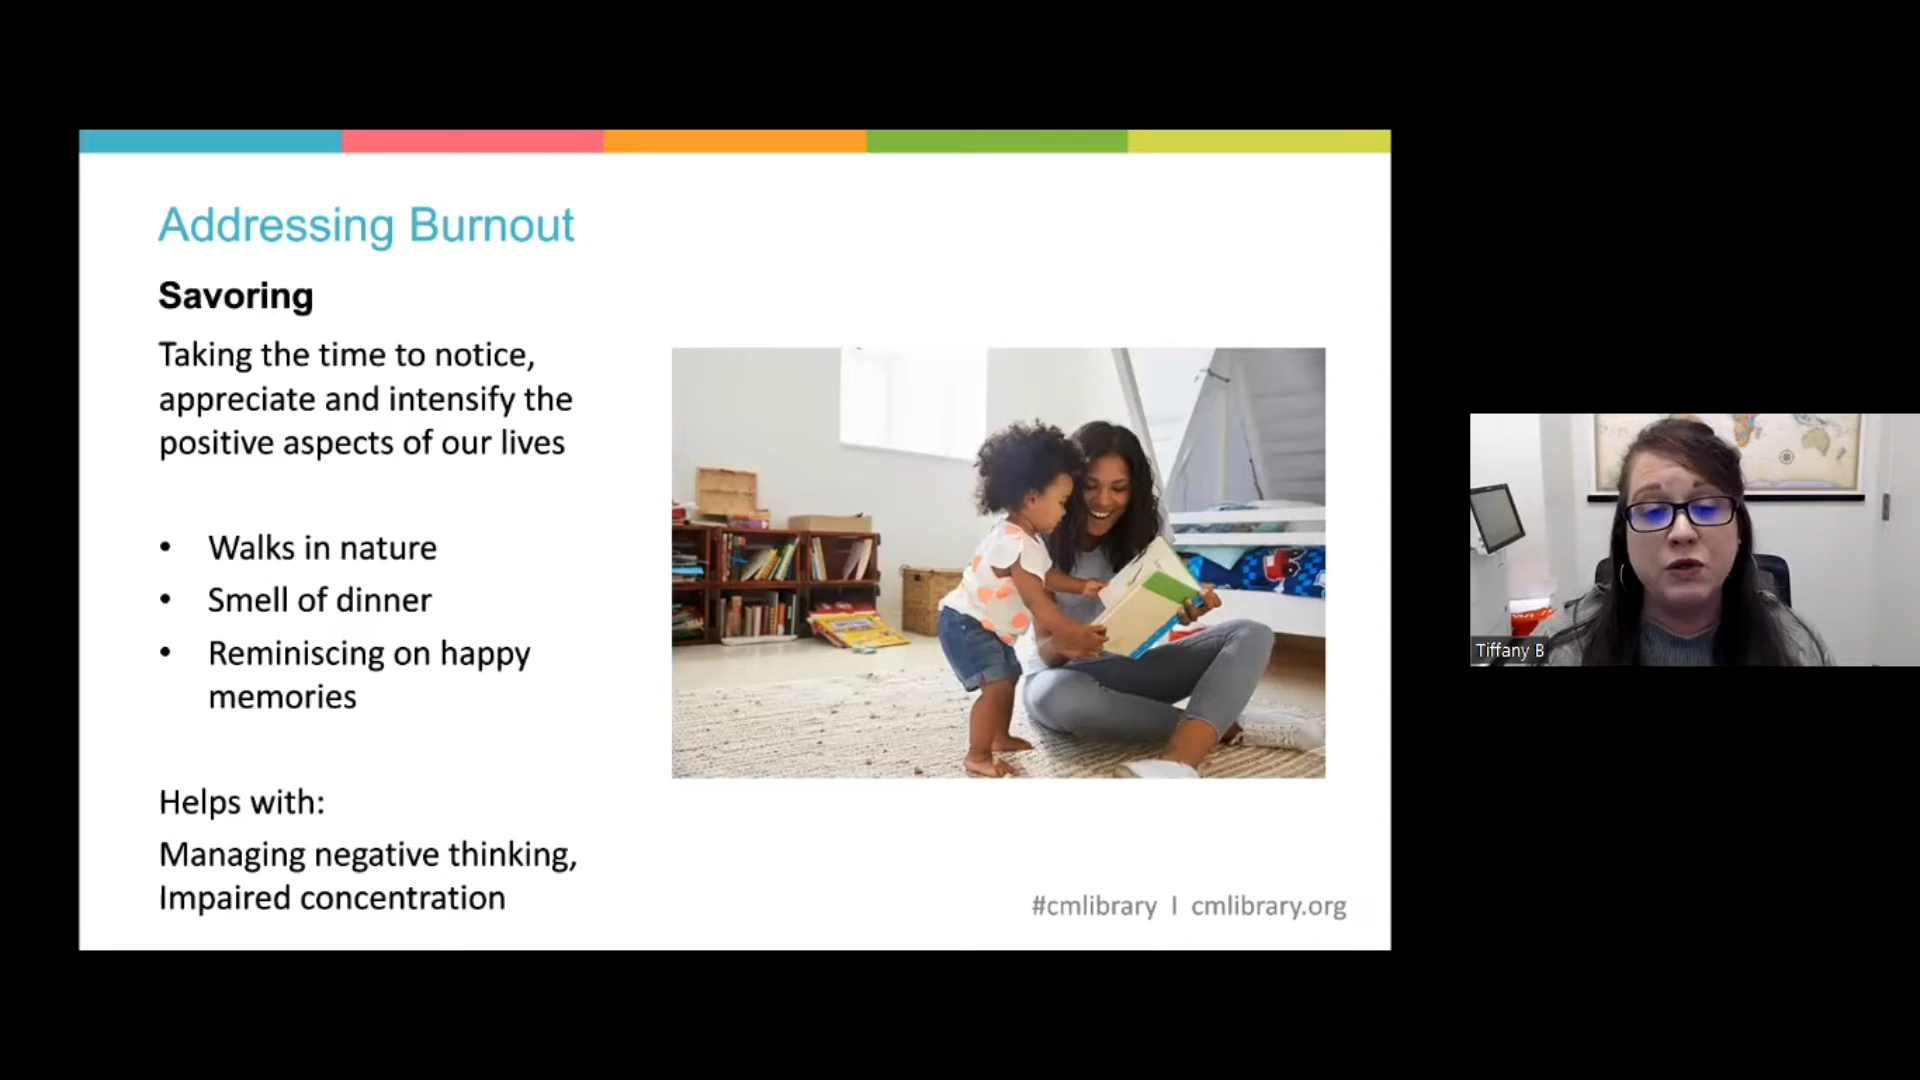 Addressing Burnout
Savoring
Taking the time to notice,
appreciate and intensify the
positive aspects of our lives
• Walks in nature
• Smell of dinner
• Reminiscing on happy
memories
Helps with:
Managing negative thinking,
Impaired concentration
#cmlibrary I cmlibrary.org
Tiffany B